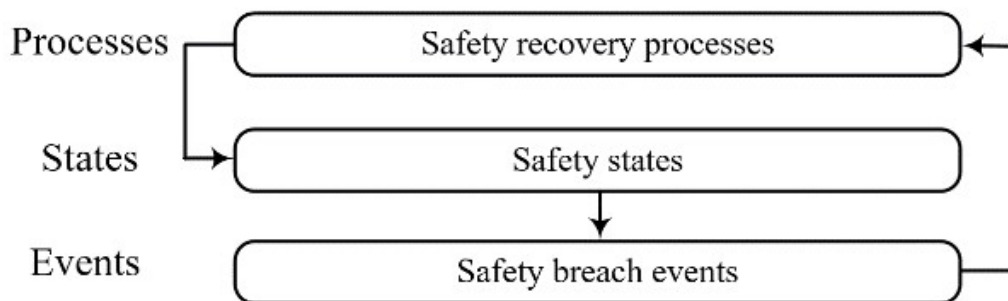 Processes
Safety recovery processes
States
Safety states
Events
Safety breach events